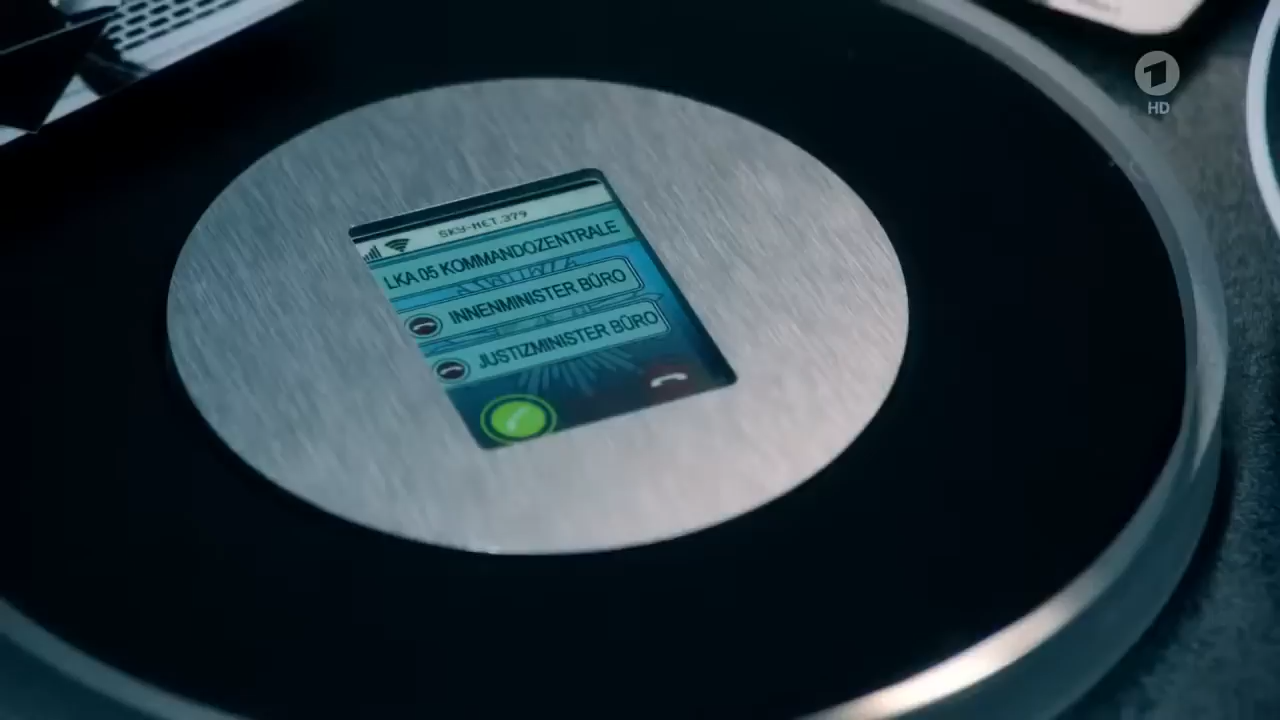 SKY-NET.379
LKA 05 KOMMANDOZENTRALE
INNENMINISTER BÜRO
JUSTIZMINISTER BÜRO
1
HD